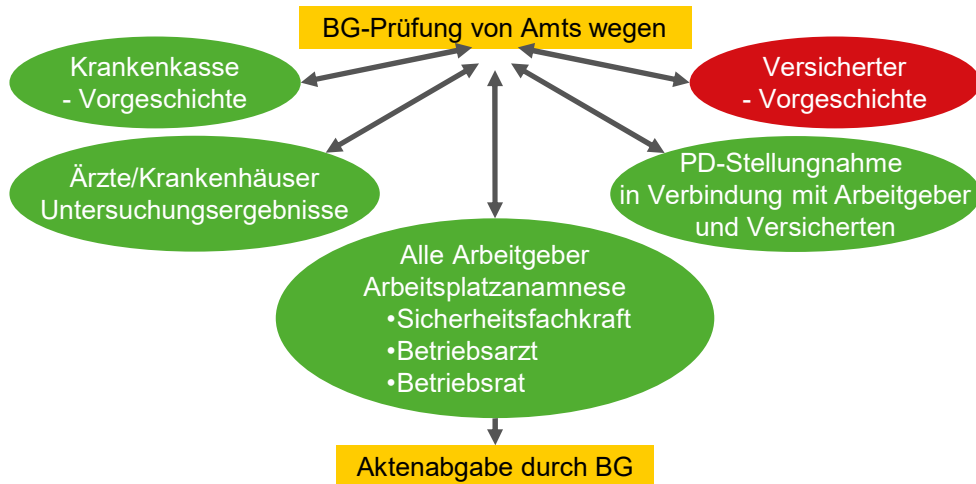 BG-Prüfung von Amts wegen
Krankenkasse
- Vorgeschichte
Versicherter
- Vorgeschichte
Ärzte/Krankenhäuser
Untersuchungsergebnisse
PD-Stellungnahme
in Verbindung mit Arbeitgeber
und Versicherten
Alle Arbeitgeber
Arbeitsplatzanamnese
•Sicherheitsfachkraft
•Betriebsarzt
•Betriebsrat
Aktenabgabe durch BG